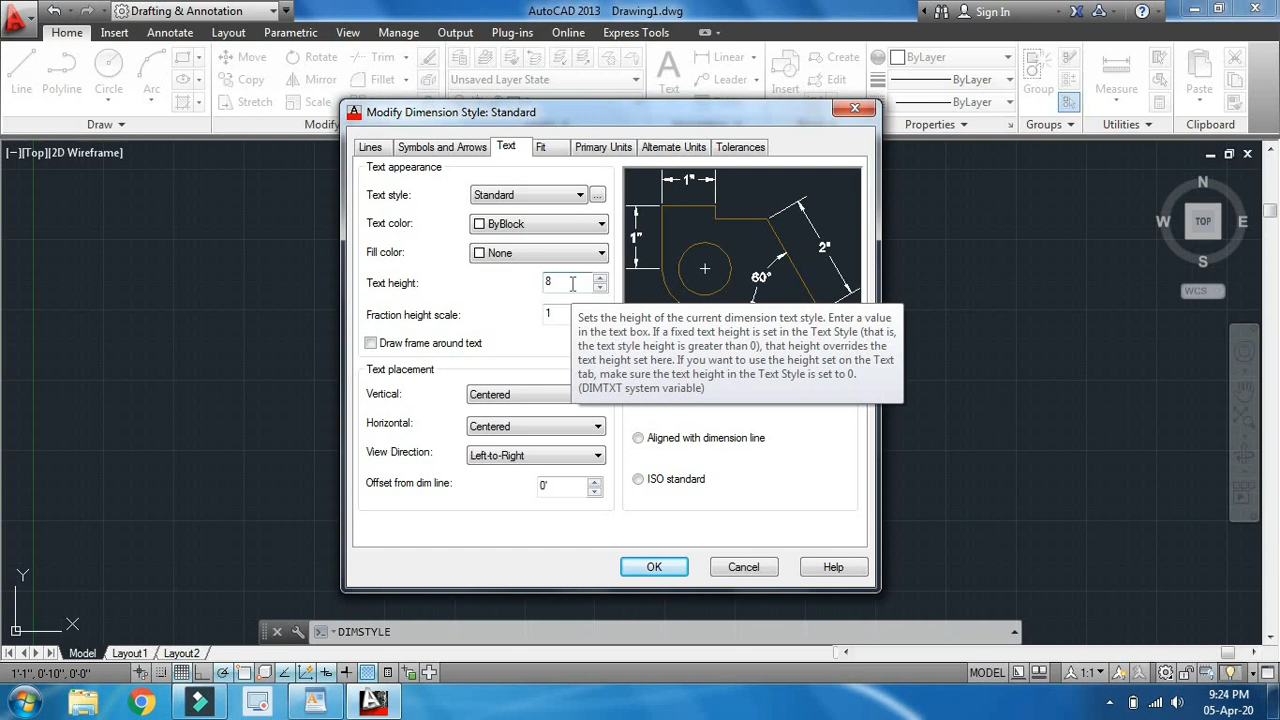 Drafting & Annotation
AutoCAD 2013 Drawing1.dwg
Sign In
Home Insert Annotate Layout Parametric View Manage Output Plug-ins Online Express Tools
Line Polyline Circle Arc
Move Rotate Trim
Copy Mirror Fillet
Stretch Scale
Unsaved Layer State
Text
Linear
Leader
Insert
Create
Edit
ByLayer
ByLayer
ByLayer
Group
Measure
Paste
Draw
Properties
Groups
Utilities
Clipboard
[−][Top][2D Wireframe]
Modify Dimension Style: Standard
Lines Symbols and Arrows Text Fit Primary Units Alternate Units Tolerances
Text appearance
Text style: Standard ...
Text color: ByBlock
Fill color: None
Text height: 8
Fraction height scale: 1
Draw frame around text
Text placement
Vertical: Centered
Horizontal: Centered
View Direction: Left-to-Right
Offset from dim line: 0'
1"
1"
2"
60°
Sets the height of the current dimension text style. Enter a value
in the text box. If a fixed text height is set in the Text Style (that is,
the text style height is greater than 0), that height overrides the
text height set here. If you want to use the height set on the Text
tab, make sure the text height in the Text Style is set to 0.
(DIMTXT system variable)
Aligned with dimension line
ISO standard
OK Cancel Help
N
W TOP E
S
WCS
Y
X
DIMSTYLE
Model Layout1 Layout2
1'-1", 0'-10", 0'-0"
MODEL
1:1
9:24 PM
05-Apr-20